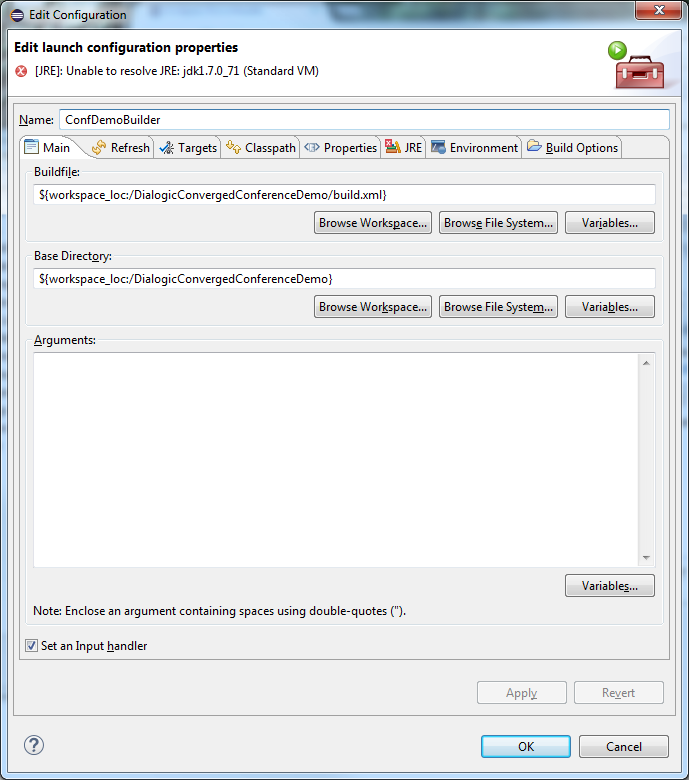 Edit Configuration
Edit launch configuration properties
[JRE]: Unable to resolve JRE: jdk1.7.0_71 (Standard VM)
Name: ConfDemoBuilder
Main Refresh Targets Classpath Properties JRE Environment Build Options
Buildfile:
${workspace_loc:/DialogicConvergedConferenceDemo/build.xml}
Browse Workspace... Browse File System... Variables...
Base Directory:
${workspace_loc:/DialogicConvergedConferenceDemo}
Browse Workspace... Browse File System... Variables...
Arguments:
Variables...
Note: Enclose an argument containing spaces using double-quotes (").
Set an Input handler
Apply Revert
OK Cancel